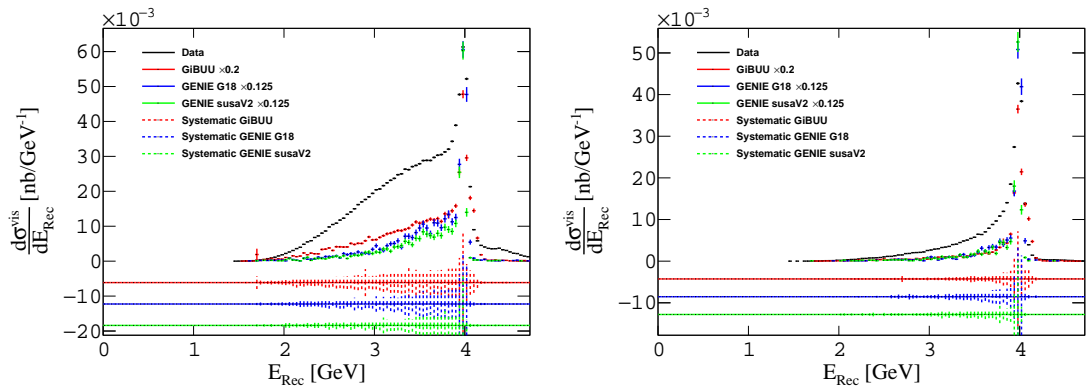 ×10⁻³
60
50
40
30
20
10
0
−10
−20
dσ^vis/dE_Rec [nb/GeV⁻¹]
Data
GiBUU ×0.2
GENIE G18 ×0.125
GENIE susaV2 ×0.125
Systematic GiBUU
Systematic GENIE G18
Systematic GENIE susaV2
0 1 2 3 4
E_Rec [GeV]
×10⁻³
50
40
30
20
10
0
−10
dσ^vis/dE_Rec [nb/GeV⁻¹]
Data
GiBUU ×0.2
GENIE G18 ×0.125
GENIE susaV2 ×0.125
Systematic GiBUU
Systematic GENIE G18
Systematic GENIE susaV2
0 1 2 3 4
E_Rec [GeV]